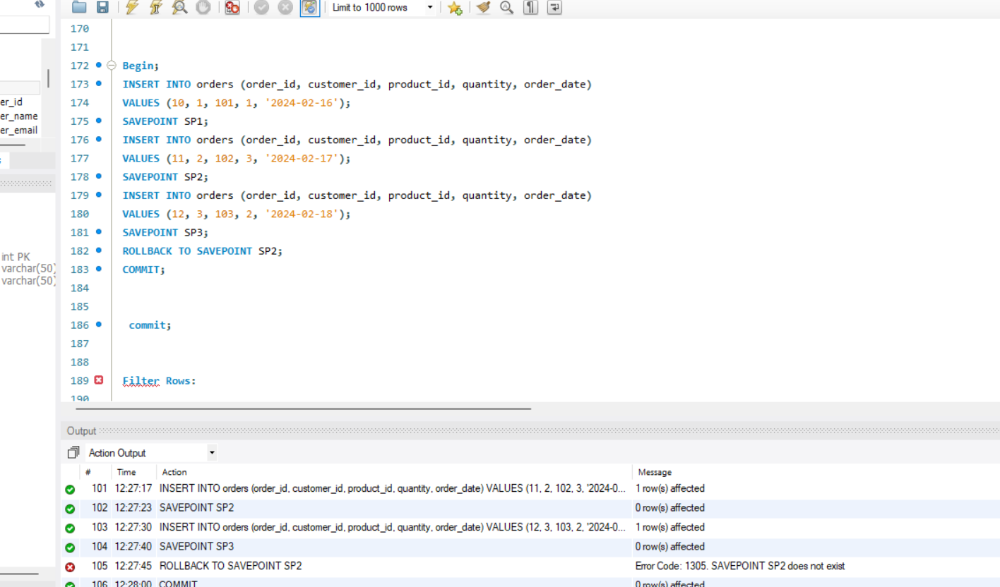 Limit to 1000 rows
170
171
172 Begin;
173 INSERT INTO orders (order_id, customer_id, product_id, quantity, order_date)
174 VALUES (10, 1, 101, 1, '2024-02-16');
175 SAVEPOINT SP1;
176 INSERT INTO orders (order_id, customer_id, product_id, quantity, order_date)
177 VALUES (11, 2, 102, 3, '2024-02-17');
178 SAVEPOINT SP2;
179 INSERT INTO orders (order_id, customer_id, product_id, quantity, order_date)
180 VALUES (12, 3, 103, 2, '2024-02-18');
181 SAVEPOINT SP3;
182 ROLLBACK TO SAVEPOINT SP2;
183 COMMIT;
184
185
186 commit;
187
188
189 Filter Rows:
190
er_id
er_name
er_email
int PK
varchar(50)
varchar(50)
Output
Action Output
# Time Action Message
101 12:27:17 INSERT INTO orders (order_id, customer_id, product_id, quantity, order_date) VALUES (11, 2, 102, 3, '2024-0... 1 row(s) affected
102 12:27:23 SAVEPOINT SP2 0 row(s) affected
103 12:27:30 INSERT INTO orders (order_id, customer_id, product_id, quantity, order_date) VALUES (12, 3, 103, 2, '2024-0... 1 row(s) affected
104 12:27:40 SAVEPOINT SP3 0 row(s) affected
105 12:27:45 ROLLBACK TO SAVEPOINT SP2 Error Code: 1305. SAVEPOINT SP2 does not exist
106 12:28:00 COMMIT 0 row(s) affected